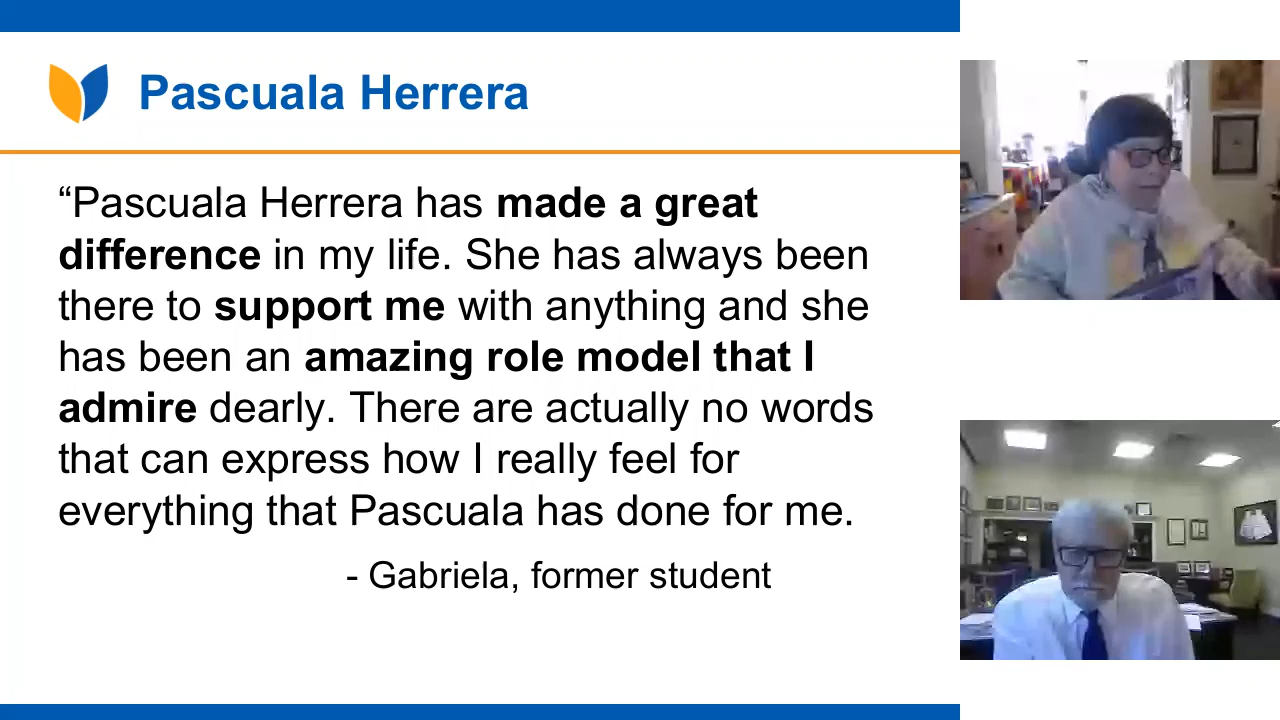 Pascuala Herrera
“Pascuala Herrera has made a great
difference in my life. She has always been
there to support me with anything and she
has been an amazing role model that I
admire dearly. There are actually no words
that can express how I really feel for
everything that Pascuala has done for me.
- Gabriela, former student